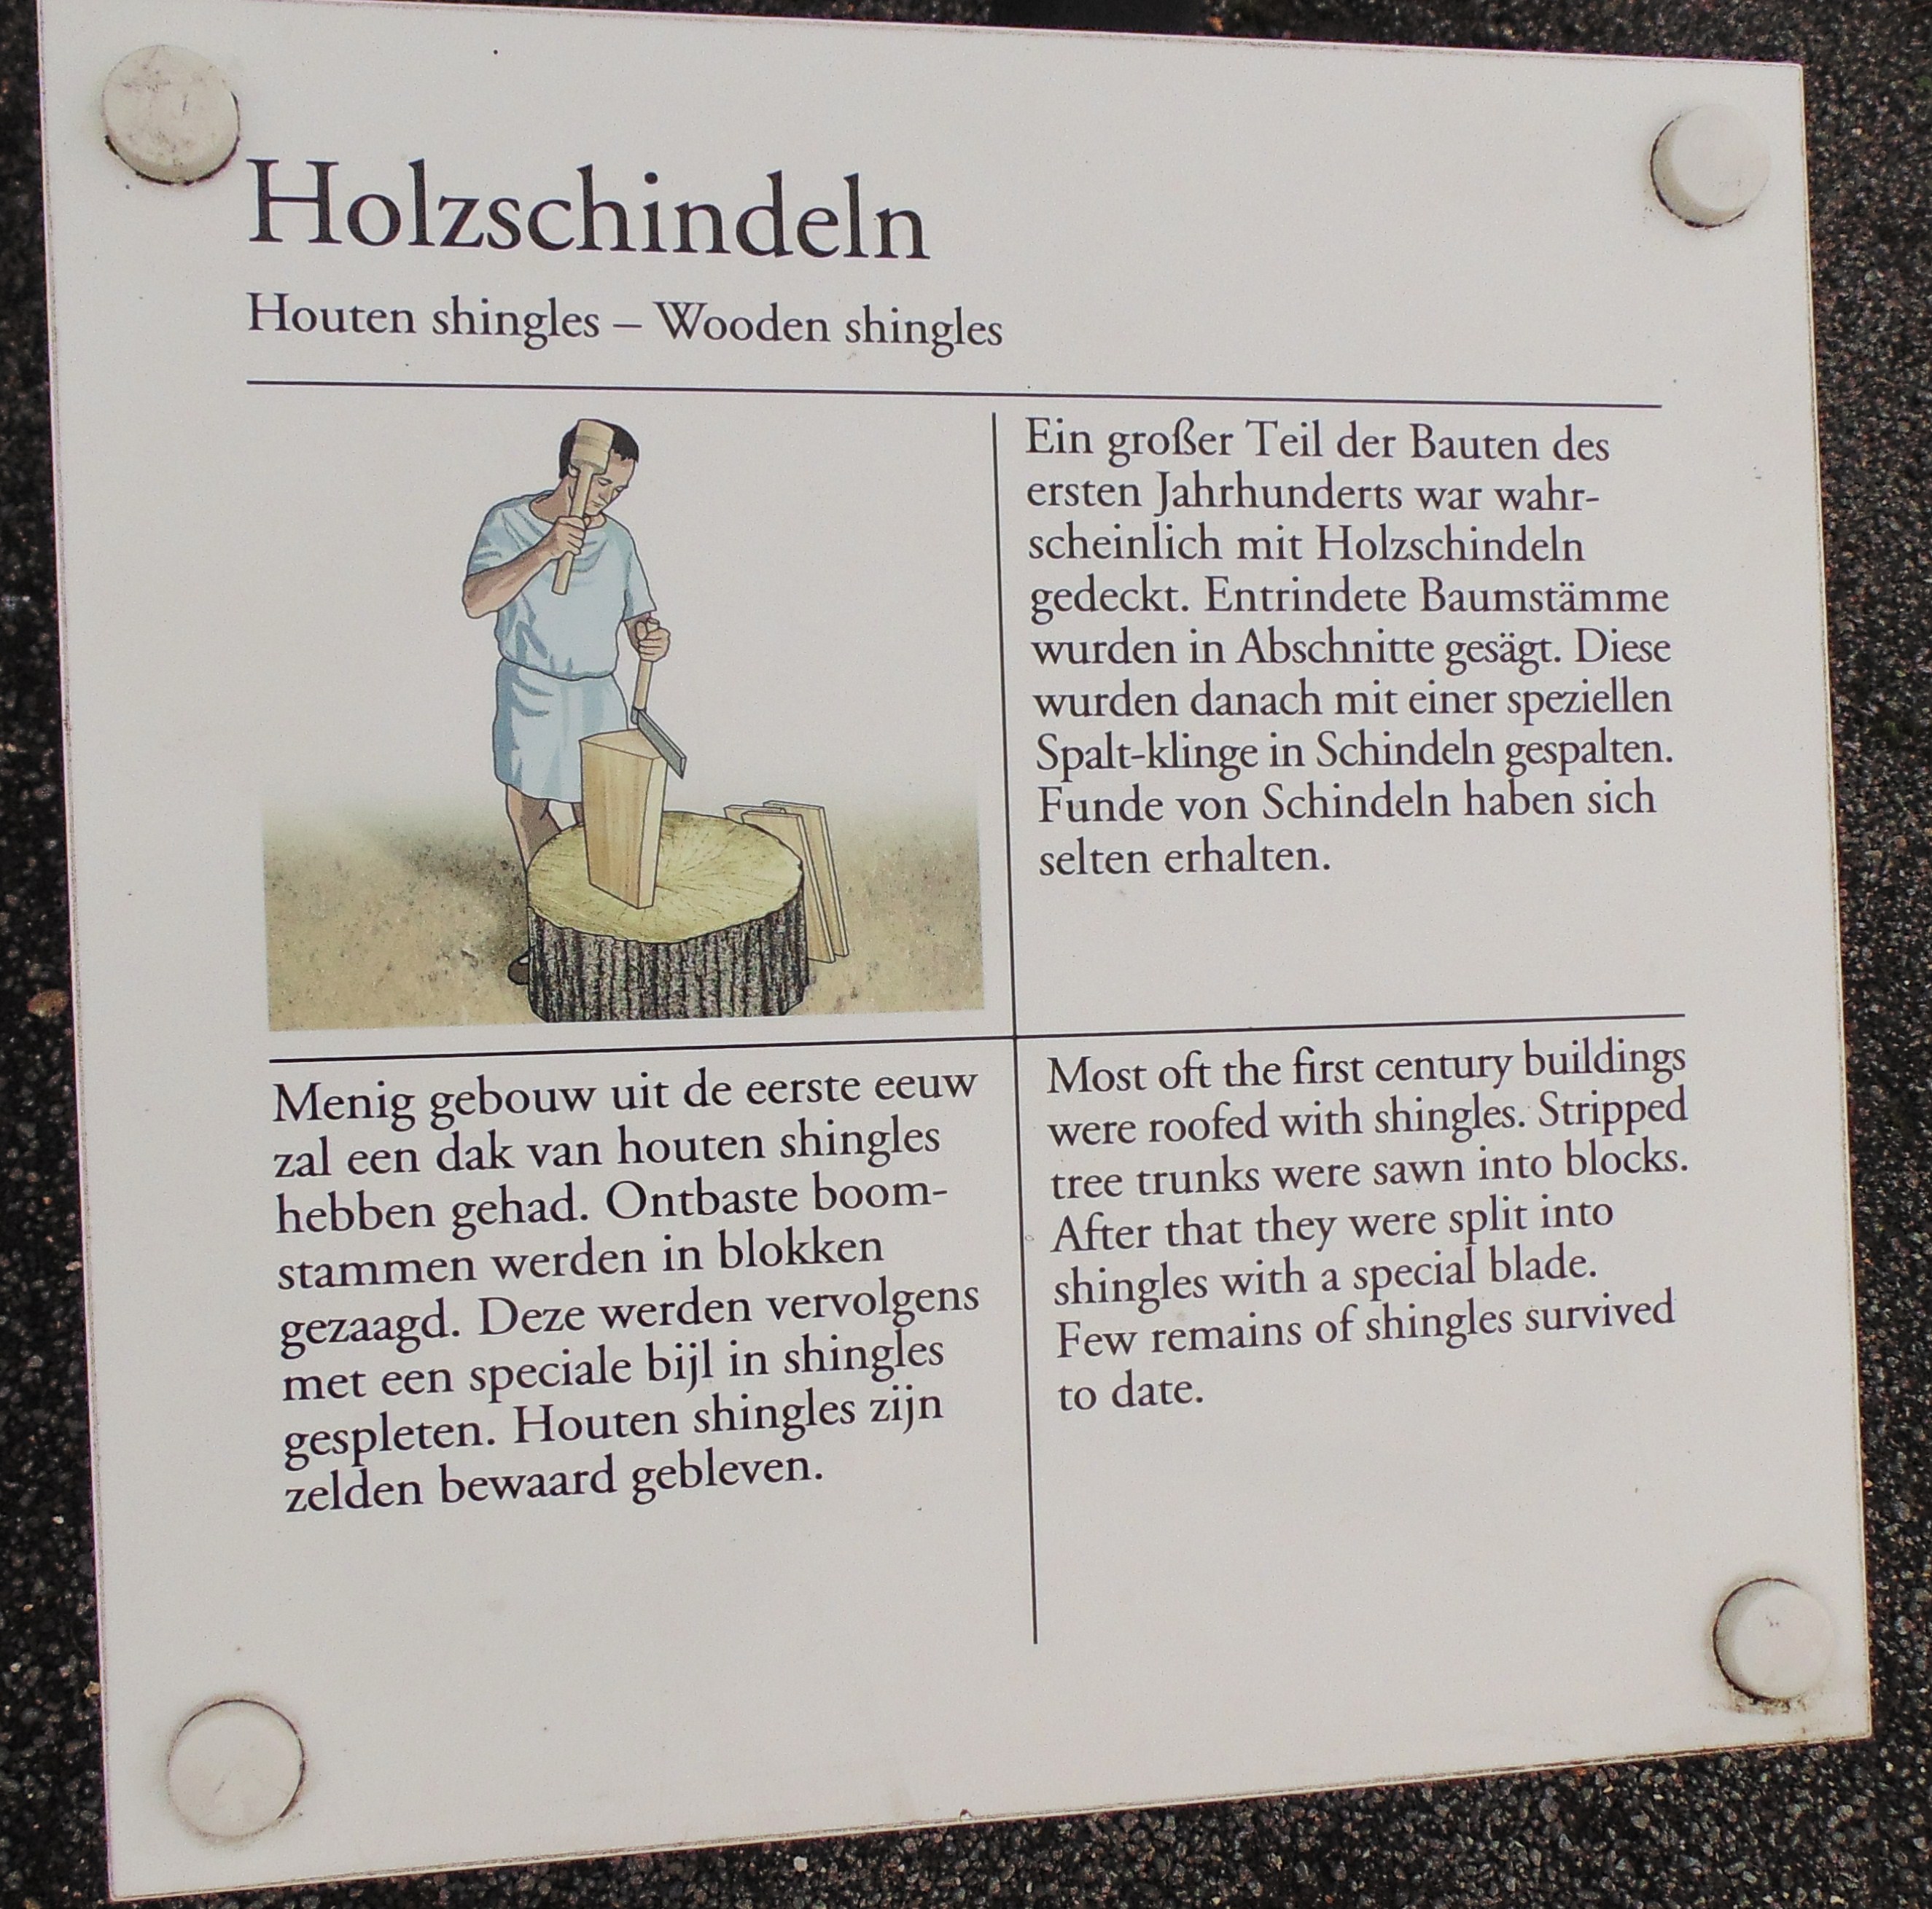 Holzschindeln
Houten shingles – Wooden shingles
Ein großer Teil der Bauten des
ersten Jahrhunderts war wahr-
scheinlich mit Holzschindeln
gedeckt. Entrindete Baumstämme
wurden in Abschnitte gesägt. Diese
wurden danach mit einer speziellen
Spalt-klinge in Schindeln gespalten.
Funde von Schindeln haben sich
selten erhalten.
Menig gebouw uit de eerste eeuw
zal een dak van houten shingles
hebben gehad. Ontbaste boom-
stammen werden in blokken
gezaagd. Deze werden vervolgens
met een speciale bijl in shingles
gespleten. Houten shingles zijn
zelden bewaard gebleven.
Most oft the first century buildings
were roofed with shingles. Stripped
tree trunks were sawn into blocks.
After that they were split into
shingles with a special blade.
Few remains of shingles survived
to date.